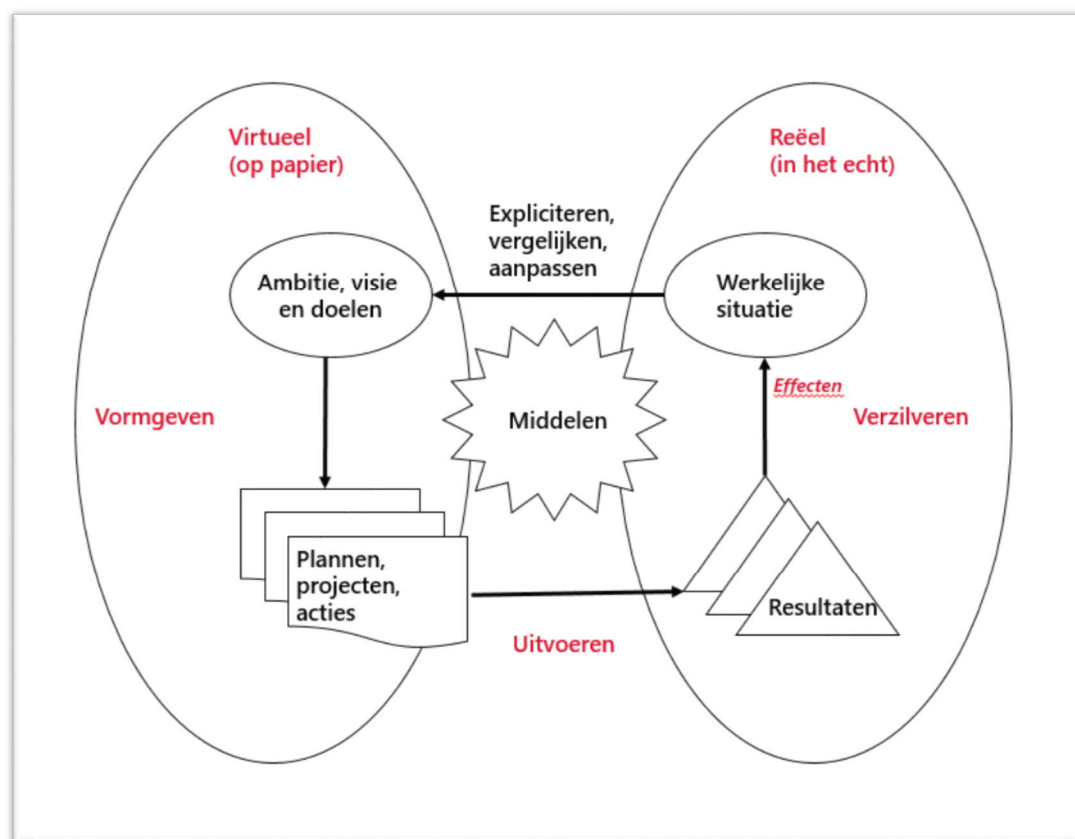 Virtueel
(op papier)
Reëel
(in het echt)
Expliciteren,
vergelijken,
aanpassen
Ambitie, visie
en doelen
Werkelijke
situatie
Effecten
Vormgeven
Middelen
Verzilveren
Plannen,
projecten,
acties
Resultaten
Uitvoeren